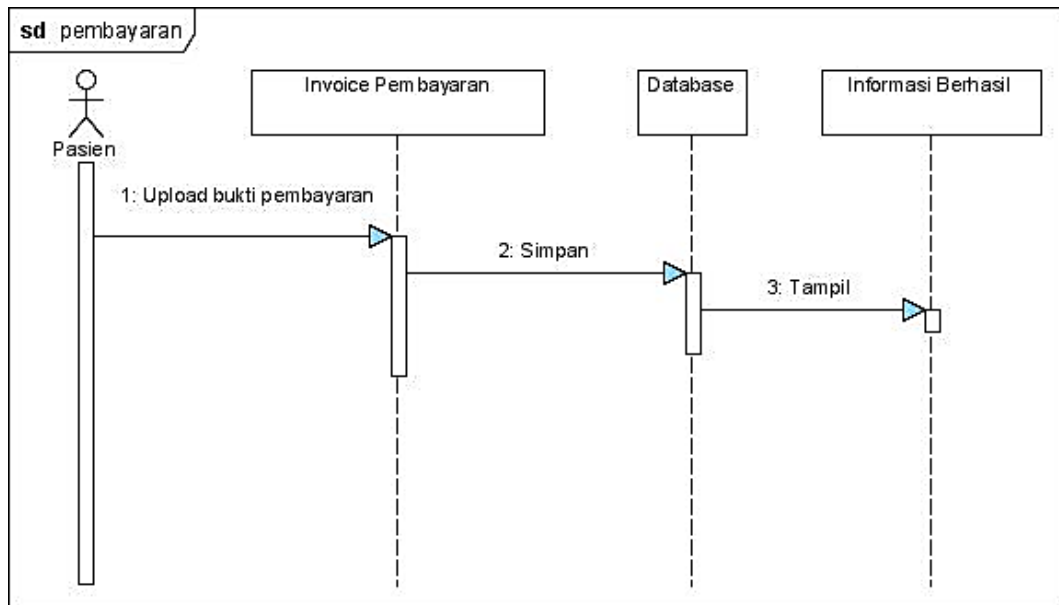 sd pembayaran
Invoice Pembayaran
Database
Informasi Berhasil
Pasien
1: Upload bukti pembayaran
2: Simpan
3: Tampil